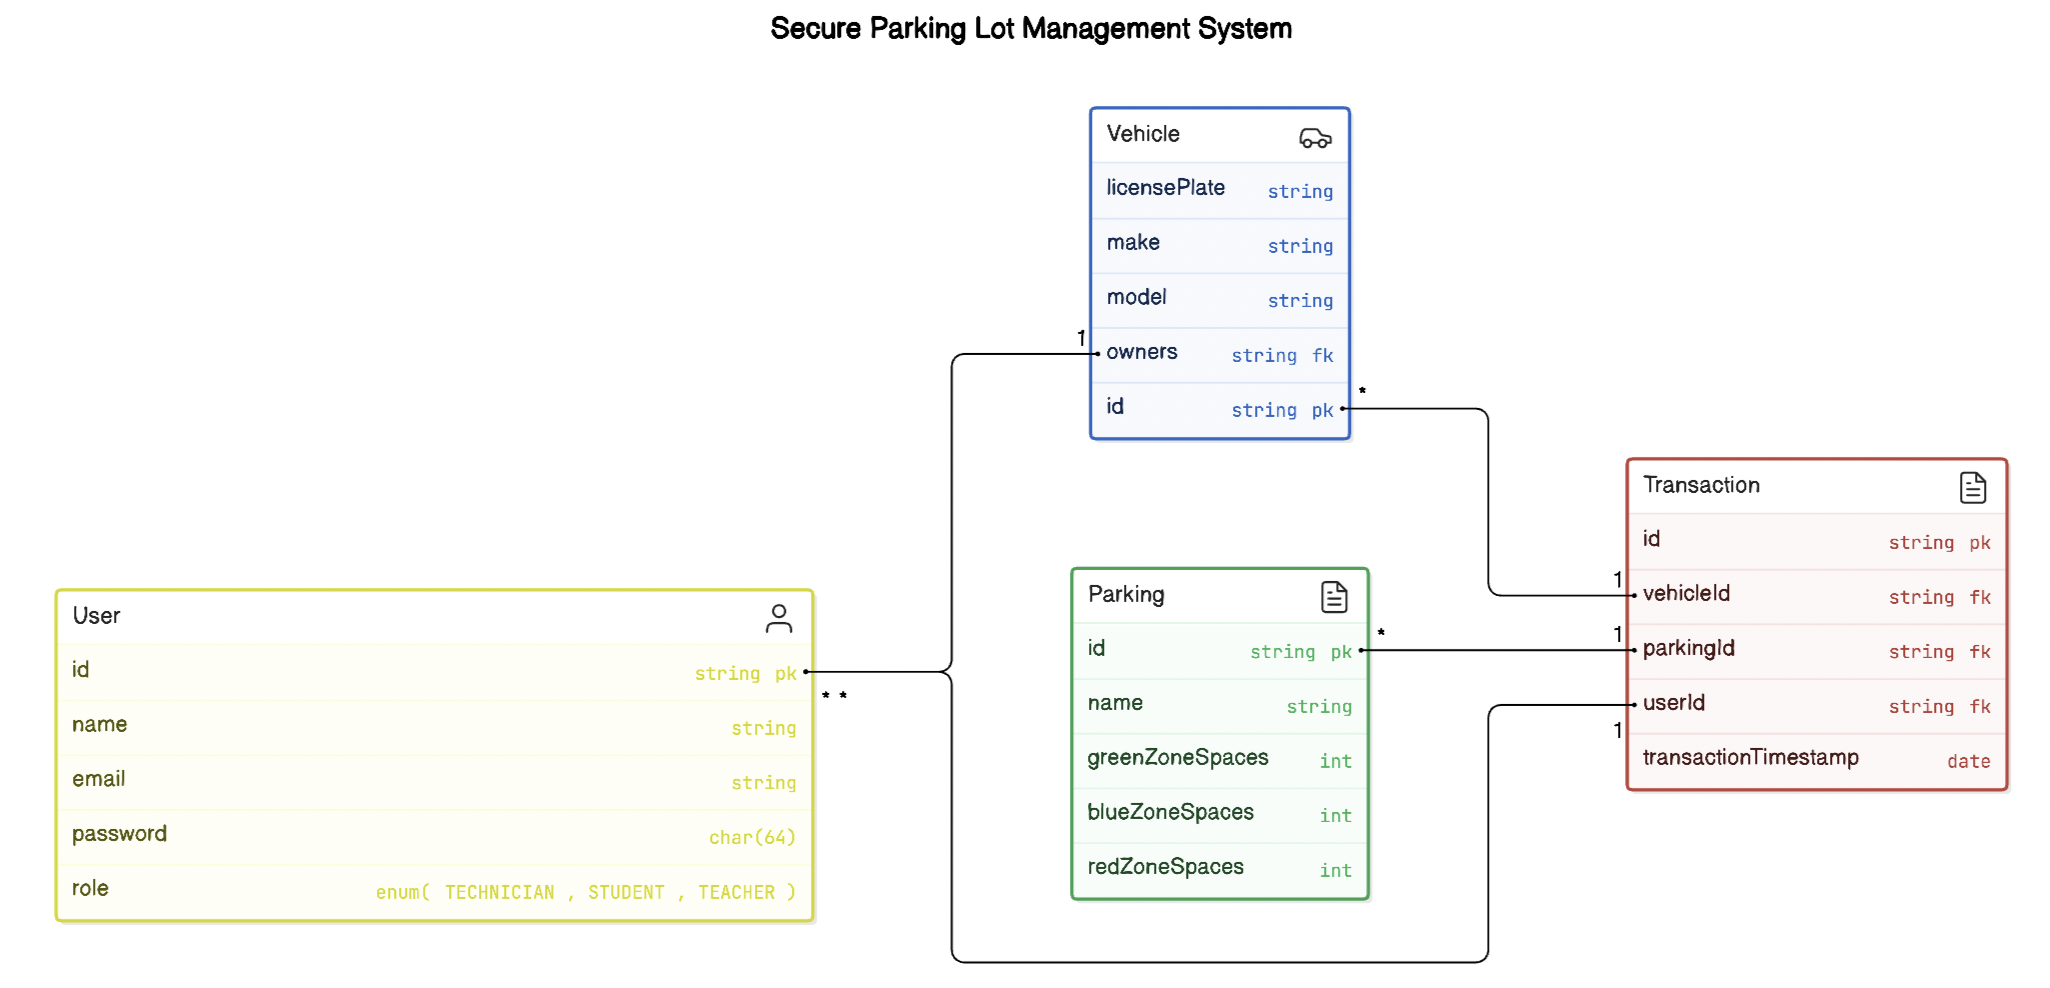 Secure Parking Lot Management System
Vehicle
licensePlate string
make string
model string
1
owners string fk
*
id string pk
Transaction
id string pk
1
vehicleId string fk
1
parkingId string fk
userId string fk
1
transactionTimestamp date
Parking
*
id string pk
name string
greenZoneSpaces int
blueZoneSpaces int
redZoneSpaces int
User
id string pk
* *
name string
email string
password char(64)
role enum( TECHNICIAN , STUDENT , TEACHER )